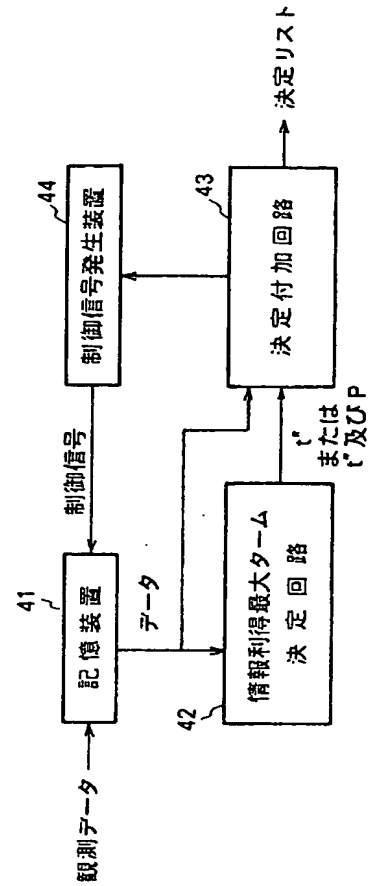 観測データ
41
記憶装置
制御信号
44
制御信号発生装置
データ
42
情報利得最大ターム
決定回路
t*
または
t*及びP
43
決定付加回路
決定リスト